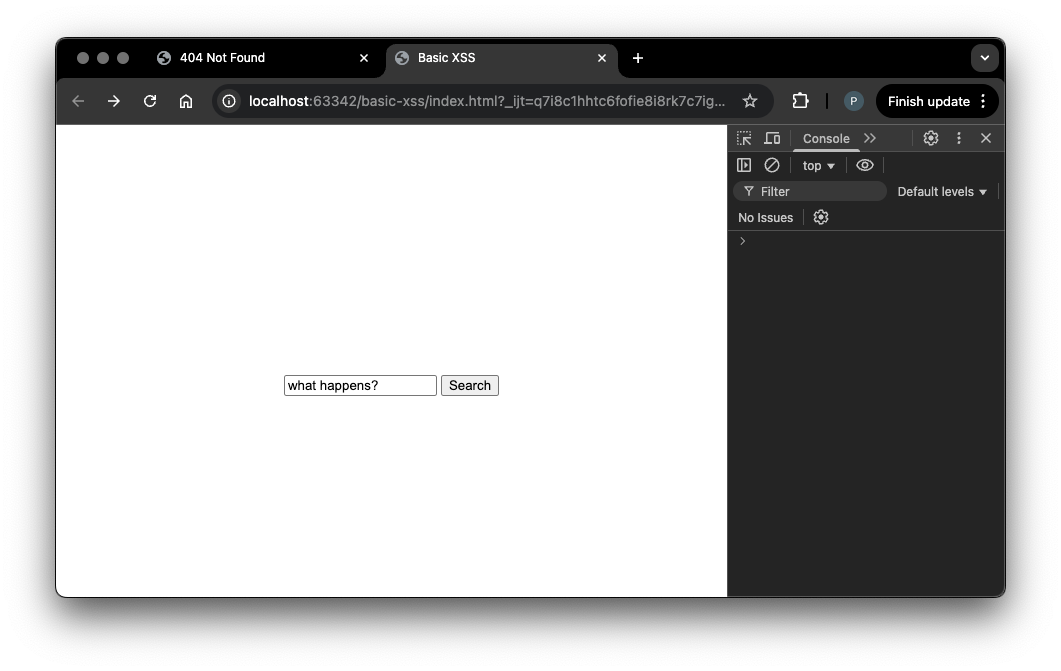 404 Not Found
Basic XSS
localhost:63342/basic-xss/index.html?_ijt=q7i8c1hhtc6fofie8i8rk7c7ig...
P
Finish update
Console
top
Filter
Default levels
No Issues
what happens?
Search